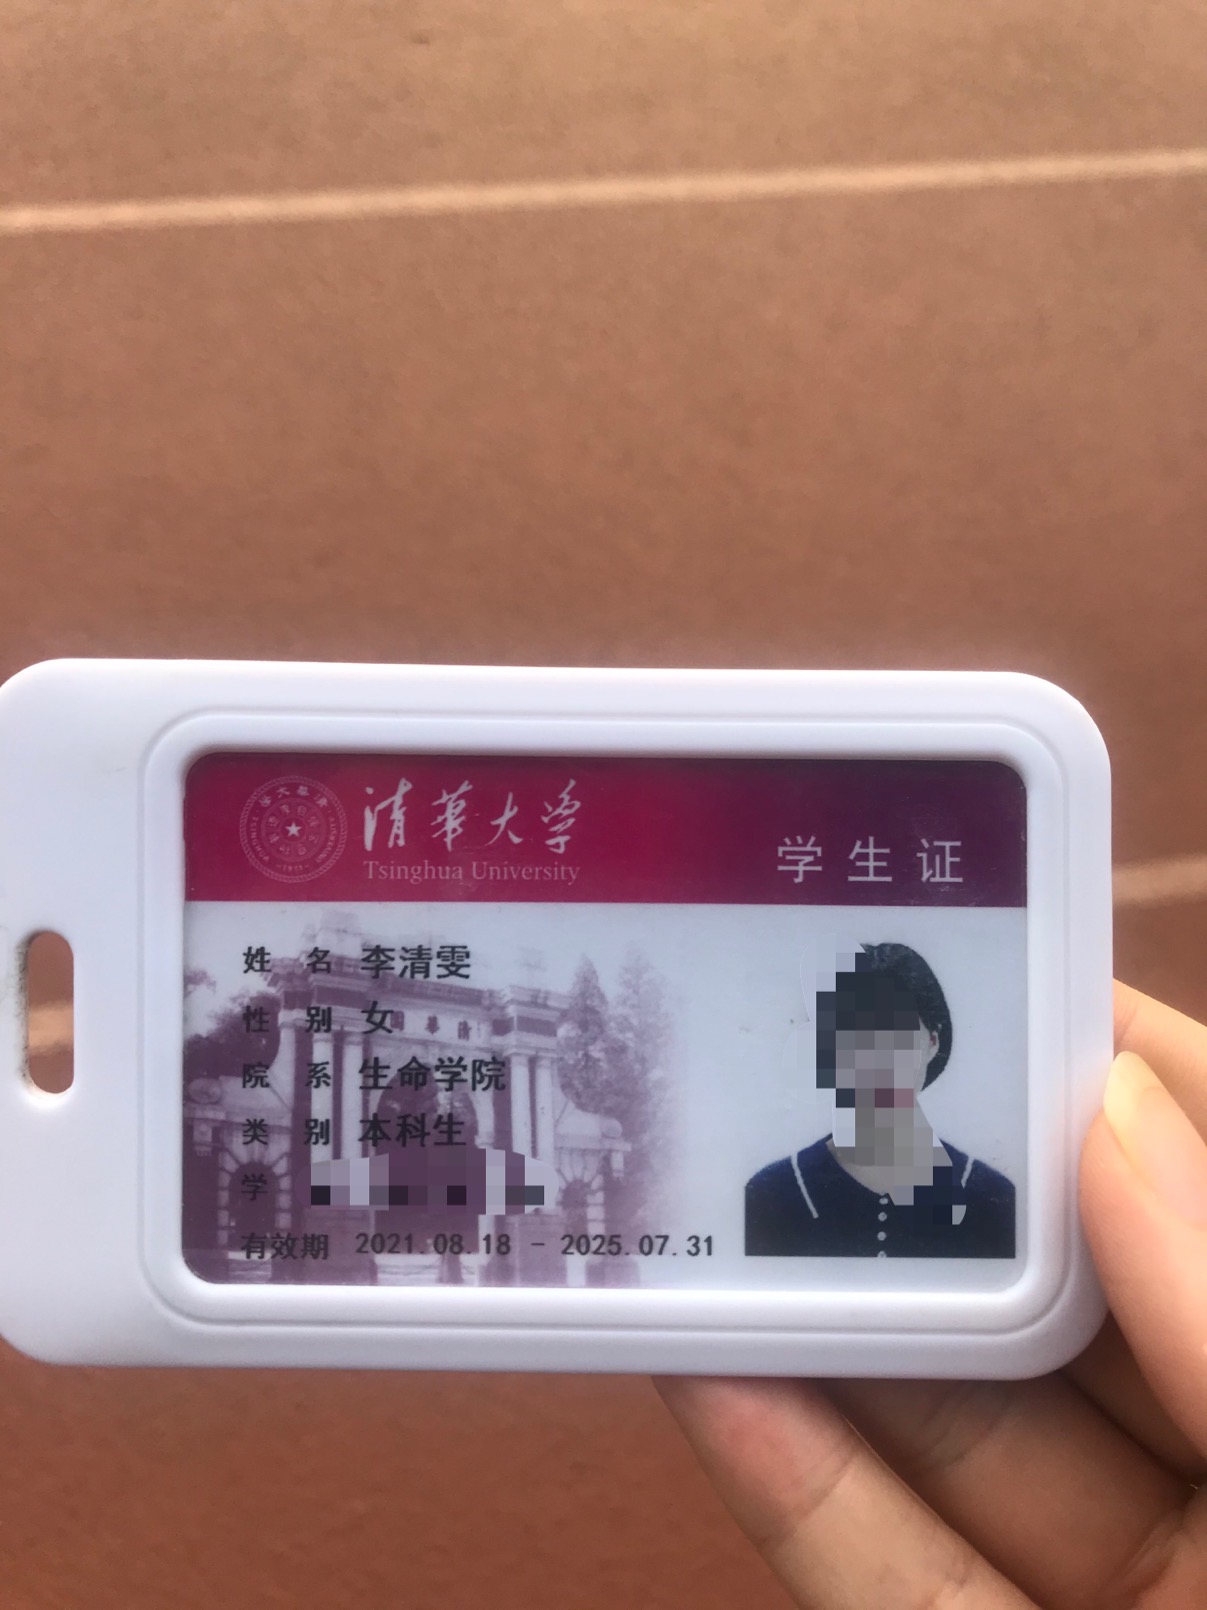 清華大学
Tsinghua University
学生证
姓 名 李清雯
性 别 女
院 系 生命学院
类 别 本科生
学
有效期 2021.08.18 - 2025.07.31